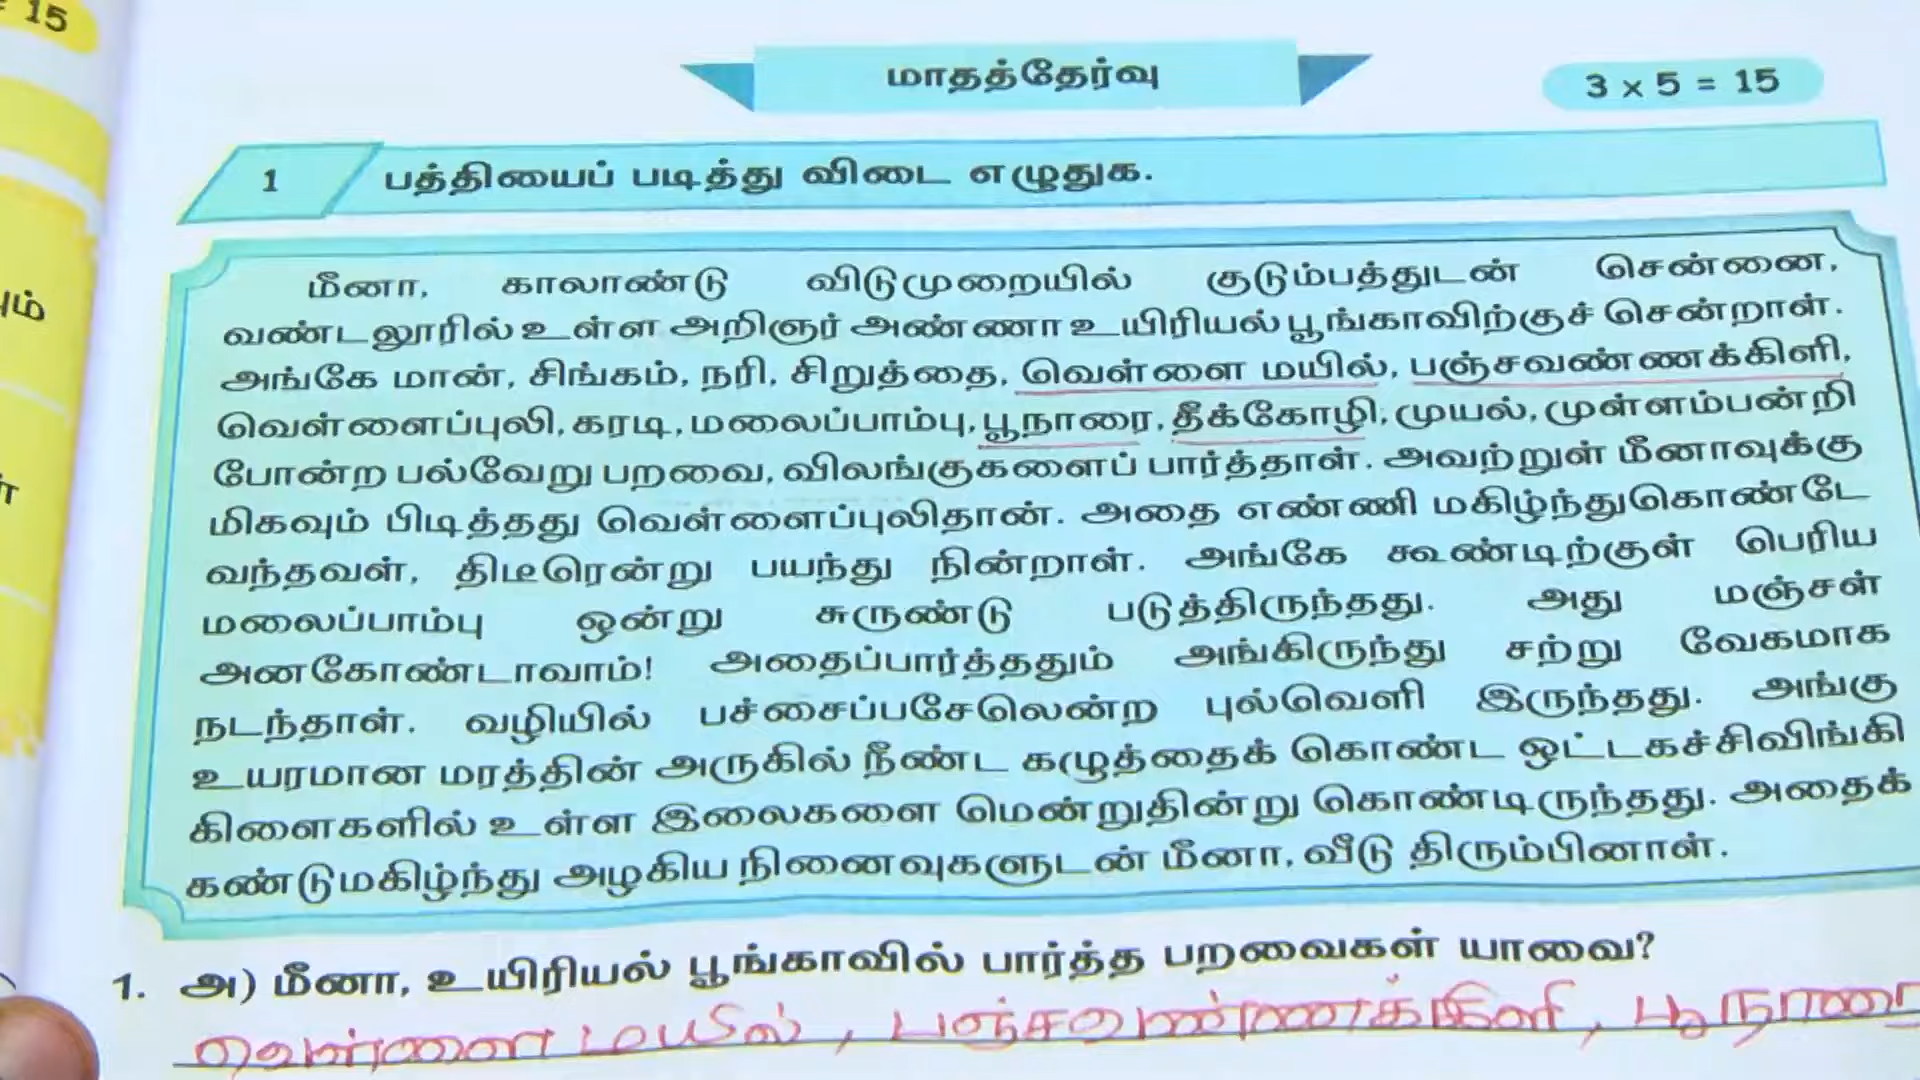 = 15
மாதத்தேர்வு
3 x 5 = 15
1 பத்தியைப் படித்து விடை எழுதுக.
மீனா, காலாண்டு விடுமுறையில் குடும்பத்துடன் சென்னை,
வண்டலூரில் உள்ள அறிஞர் அண்ணா உயிரியல் பூங்காவிற்குச் சென்றாள்.
அங்கே மான், சிங்கம், நரி, சிறுத்தை, வெள்ளை மயில், பஞ்சவண்ணக்கிளி,
வெள்ளைப்புலி, கரடி, மலைப்பாம்பு, பூநாரை, தீக்கோழி, முயல், முள்ளம்பன்றி
போன்ற பல்வேறு பறவை, விலங்குகளைப் பார்த்தாள். அவற்றுள் மீனாவுக்கு
மிகவும் பிடித்தது வெள்ளைப்புலிதான். அதை எண்ணி மகிழ்ந்துகொண்டே
வந்தவள், திடீரென்று பயந்து நின்றாள். அங்கே கூண்டிற்குள் பெரிய
மலைப்பாம்பு ஒன்று சுருண்டு படுத்திருந்தது. அது மஞ்சள்
அனகோண்டாவாம்! அதைப்பார்த்ததும் அங்கிருந்து சற்று வேகமாக
நடந்தாள். வழியில் பச்சைப்பசேலென்ற புல்வெளி இருந்தது. அங்கு
உயரமான மரத்தின் அருகில் நீண்ட கழுத்தைக் கொண்ட ஒட்டகச்சிவிங்கி
கிளைகளில் உள்ள இலைகளை மென்றுதின்று கொண்டிருந்தது. அதைக்
கண்டுமகிழ்ந்து அழகிய நினைவுகளுடன் மீனா, வீடு திரும்பினாள்.
1. அ) மீனா, உயிரியல் பூங்காவில் பார்த்த பறவைகள் யாவை?
வெள்ளை மயில், பஞ்சவண்ணக்கிளி, பூநாரை